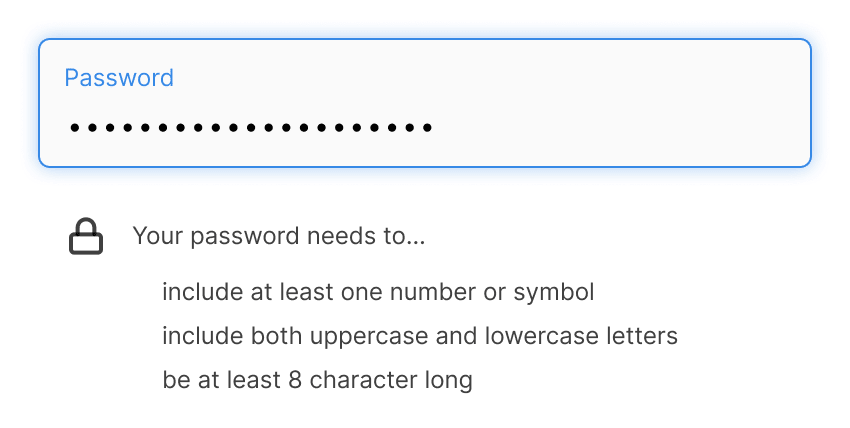 Password
•••••••••••••••••••••
Your password needs to...
include at least one number or symbol
include both uppercase and lowercase letters
be at least 8 character long